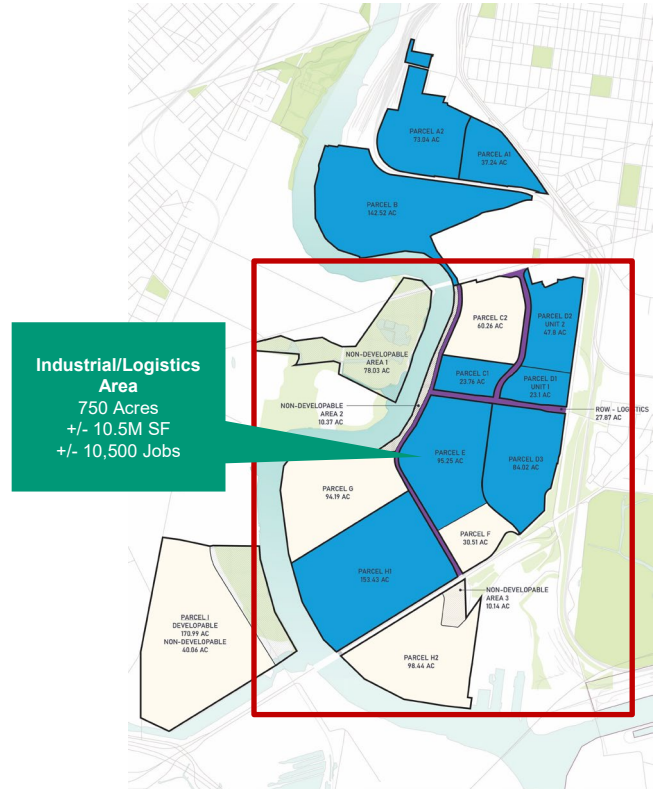 PARCEL A2
73.04 AC
PARCEL A1
37.24 AC
PARCEL B
142.52 AC
PARCEL C2
60.26 AC
PARCEL D2
UNIT 2
47.8 AC
NON-DEVELOPABLE
AREA 1
78.03 AC
Industrial/Logistics
Area
750 Acres
+/- 10.5M SF
+/- 10,500 Jobs
PARCEL C1
23.76 AC
PARCEL D1
UNIT 1
23.1 AC
NON-DEVELOPABLE
AREA 2
10.37 AC
ROW - LOGISTICS
27.87 AC
PARCEL E
95.25 AC
PARCEL D3
84.02 AC
PARCEL G
94.19 AC
PARCEL F
30.51 AC
PARCEL H1
153.43 AC
NON-DEVELOPABLE
AREA 3
10.14 AC
PARCEL I
DEVELOPABLE
170.99 AC
NON-DEVELOPABLE
40.06 AC
PARCEL H2
98.44 AC